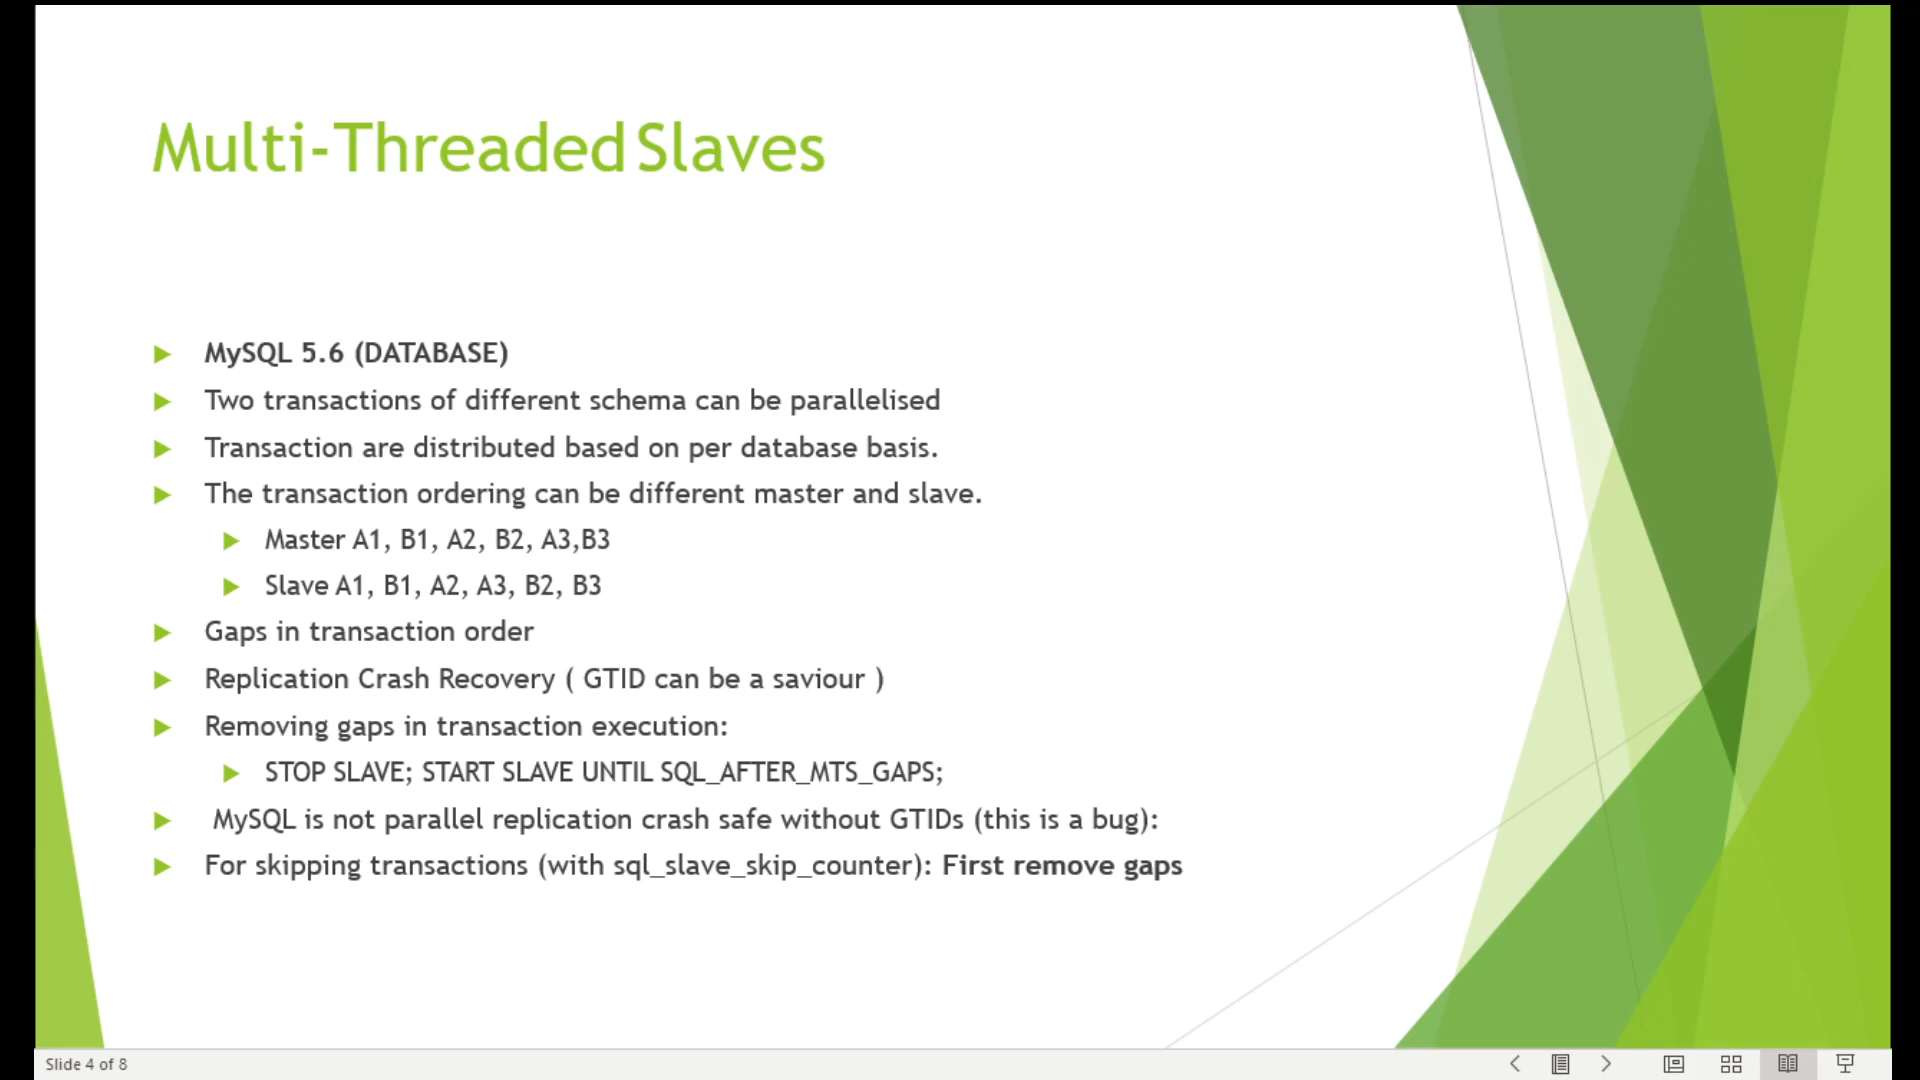 Multi-Threaded Slaves
MySQL 5.6 (DATABASE)
Two transactions of different schema can be parallelised
Transaction are distributed based on per database basis.
The transaction ordering can be different master and slave.
Master A1, B1, A2, B2, A3,B3
Slave A1, B1, A2, A3, B2, B3
Gaps in transaction order
Replication Crash Recovery ( GTID can be a saviour )
Removing gaps in transaction execution:
STOP SLAVE; START SLAVE UNTIL SQL_AFTER_MTS_GAPS;
MySQL is not parallel replication crash safe without GTIDs (this is a bug):
For skipping transactions (with sql_slave_skip_counter): First remove gaps
Slide 4 of 8